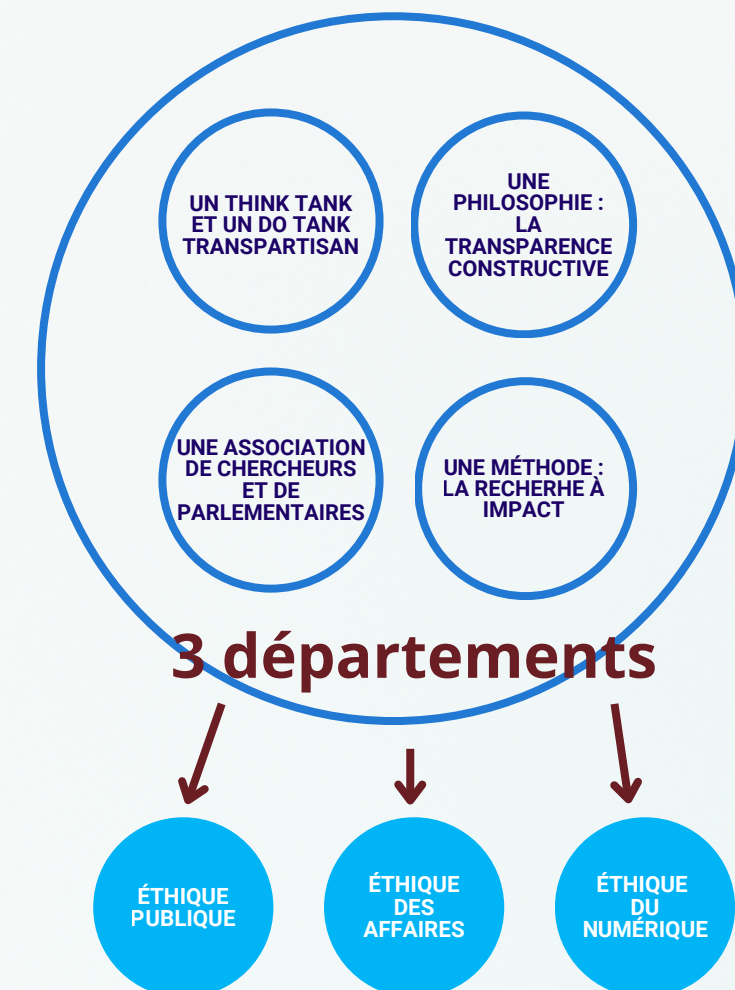 UN THINK TANK
ET UN DO TANK
TRANSPARTISAN
UNE
PHILOSOPHIE :
LA
TRANSPARENCE
CONSTRUCTIVE
UNE ASSOCIATION
DE CHERCHEURS
ET DE
PARLEMENTAIRES
UNE MÉTHODE :
LA RECHERHE À
IMPACT
3 départements
ÉTHIQUE
PUBLIQUE
ÉTHIQUE
DES
AFFAIRES
ÉTHIQUE
DU
NUMÉRIQUE